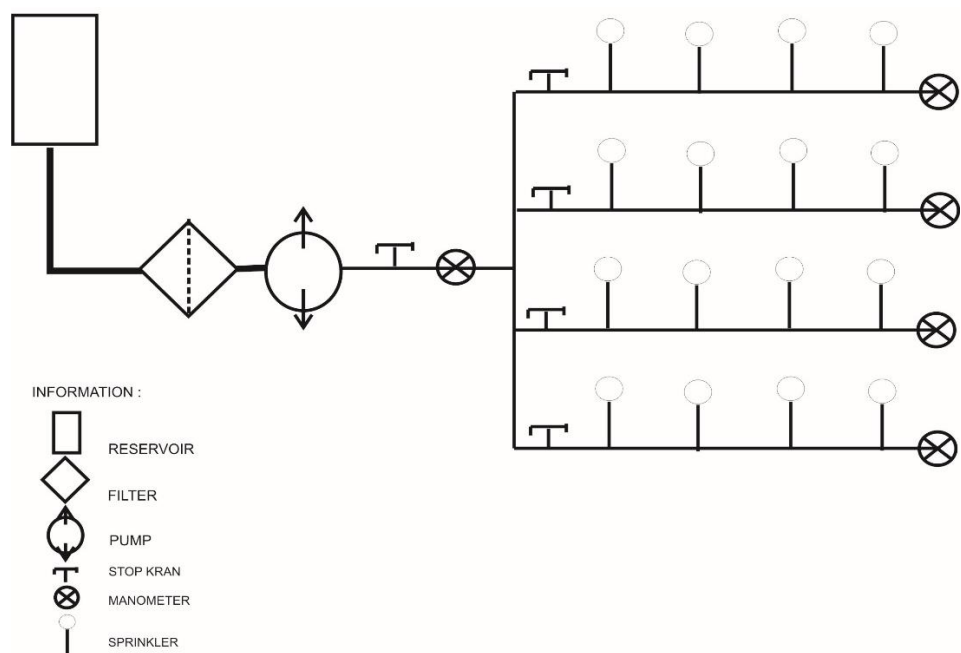 INFORMATION :
RESERVOIR
FILTER
PUMP
STOP KRAN
MANOMETER
SPRINKLER